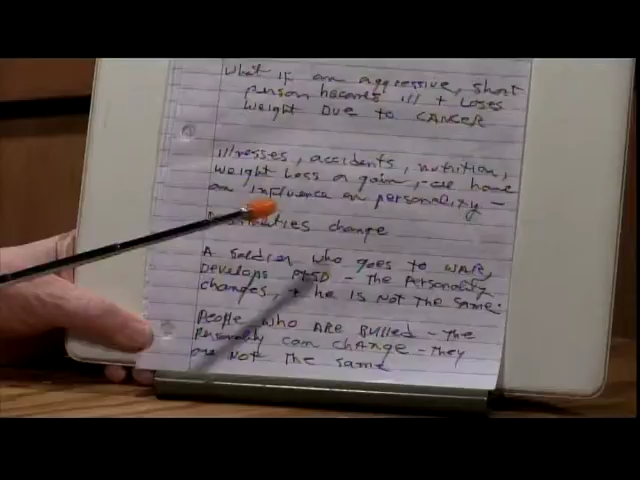 What if an aggressive, short
person becomes ill + Loses
weight Due to CANCER
illnesses, accidents, nutrition,
weight Loss a gain, - all have
an influence on personality -
change
A Soldier who goes to WAR,
Develops PTSD - The Personality
changes, + he IS NOT THE SAME.
People who ARE BULLED - The
Personality can change - They
are NOT The same